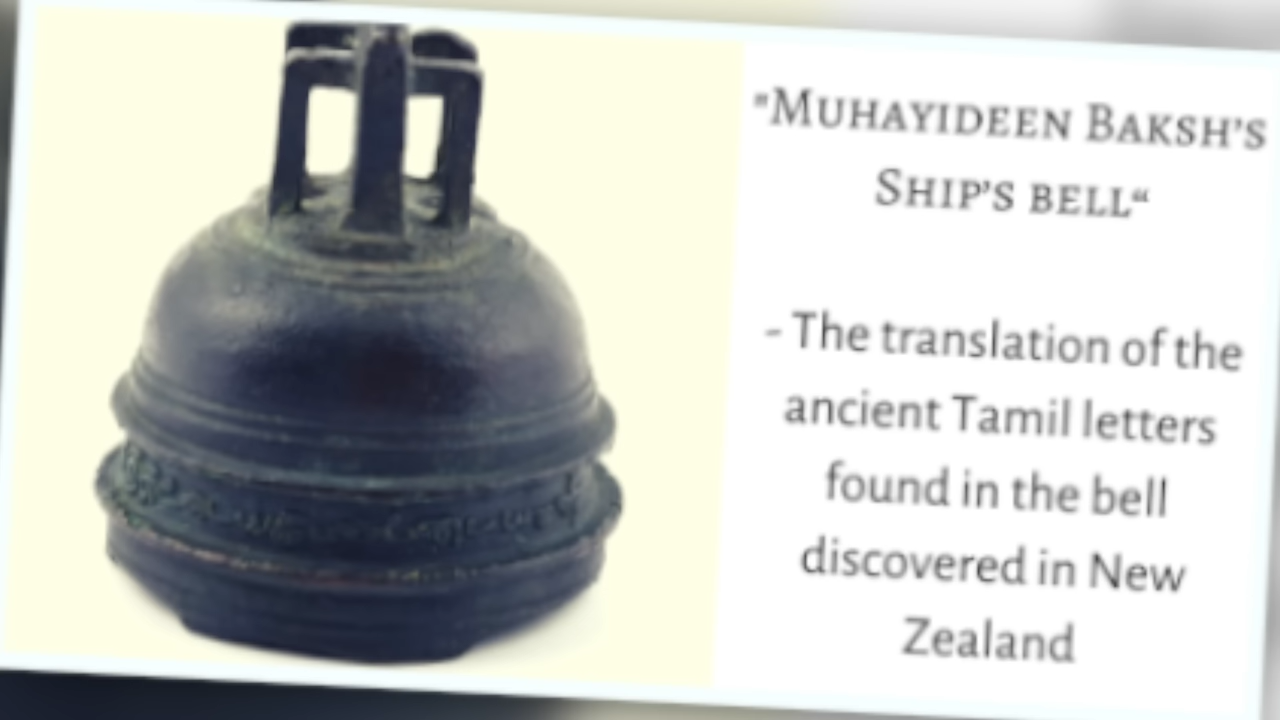 "Muhayideen Baksh's
Ship's bell“
- The translation of the
ancient Tamil letters
found in the bell
discovered in New
Zealand